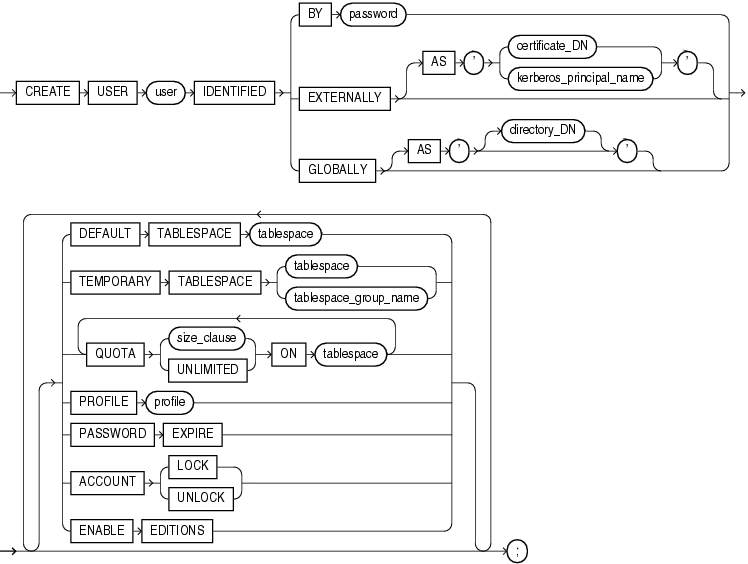 BY password
certificate_DN
AS ' '
kerberos_principal_name
CREATE USER user IDENTIFIED
EXTERNALLY
directory_DN
AS ' '
GLOBALLY
DEFAULT TABLESPACE tablespace
tablespace
TEMPORARY TABLESPACE
tablespace_group_name
size_clause
QUOTA ON tablespace
UNLIMITED
PROFILE profile
PASSWORD EXPIRE
LOCK
ACCOUNT
UNLOCK
ENABLE EDITIONS
;